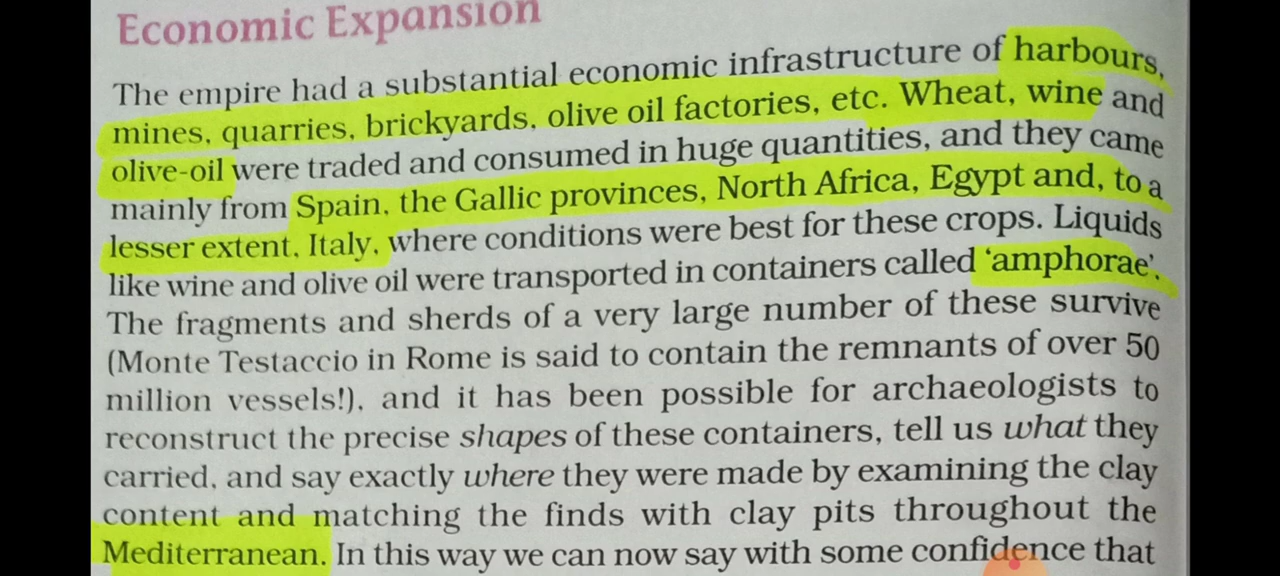 Economic Expansion
The empire had a substantial economic infrastructure of harbours,
mines, quarries, brickyards, olive oil factories, etc. Wheat, wine and
olive-oil were traded and consumed in huge quantities, and they came
mainly from Spain, the Gallic provinces, North Africa, Egypt and, to a
lesser extent, Italy, where conditions were best for these crops. Liquids
like wine and olive oil were transported in containers called ‘amphorae’.
The fragments and sherds of a very large number of these survive
(Monte Testaccio in Rome is said to contain the remnants of over 50
million vessels!), and it has been possible for archaeologists to
reconstruct the precise shapes of these containers, tell us what they
carried, and say exactly where they were made by examining the clay
content and matching the finds with clay pits throughout the
Mediterranean. In this way we can now say with some confidence that